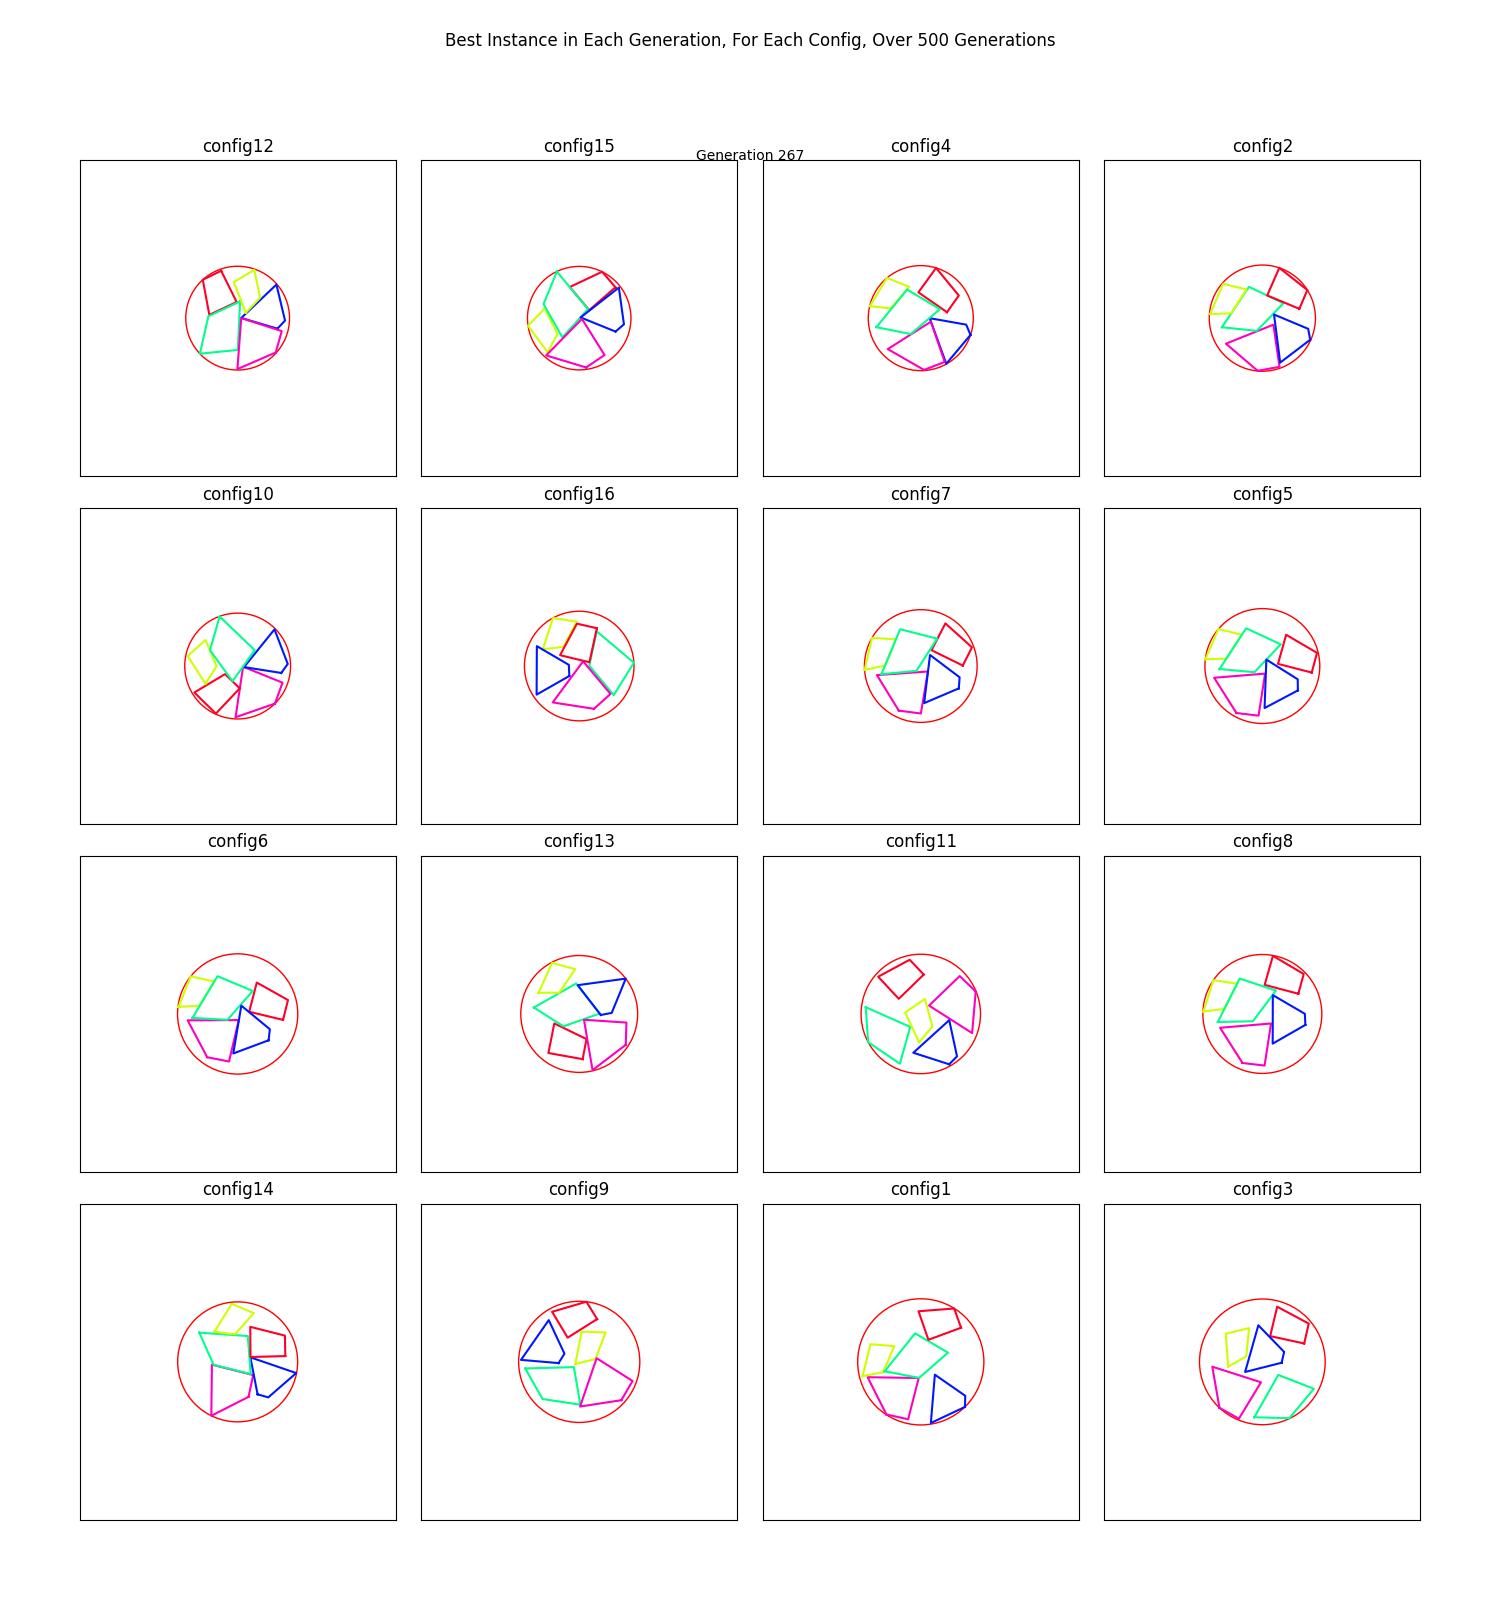 Best Instance in Each Generation, For Each Config, Over 500 Generations
Generation 267
config12
config15
config4
config2
config10
config16
config7
config5
config6
config13
config11
config8
config14
config9
config1
config3